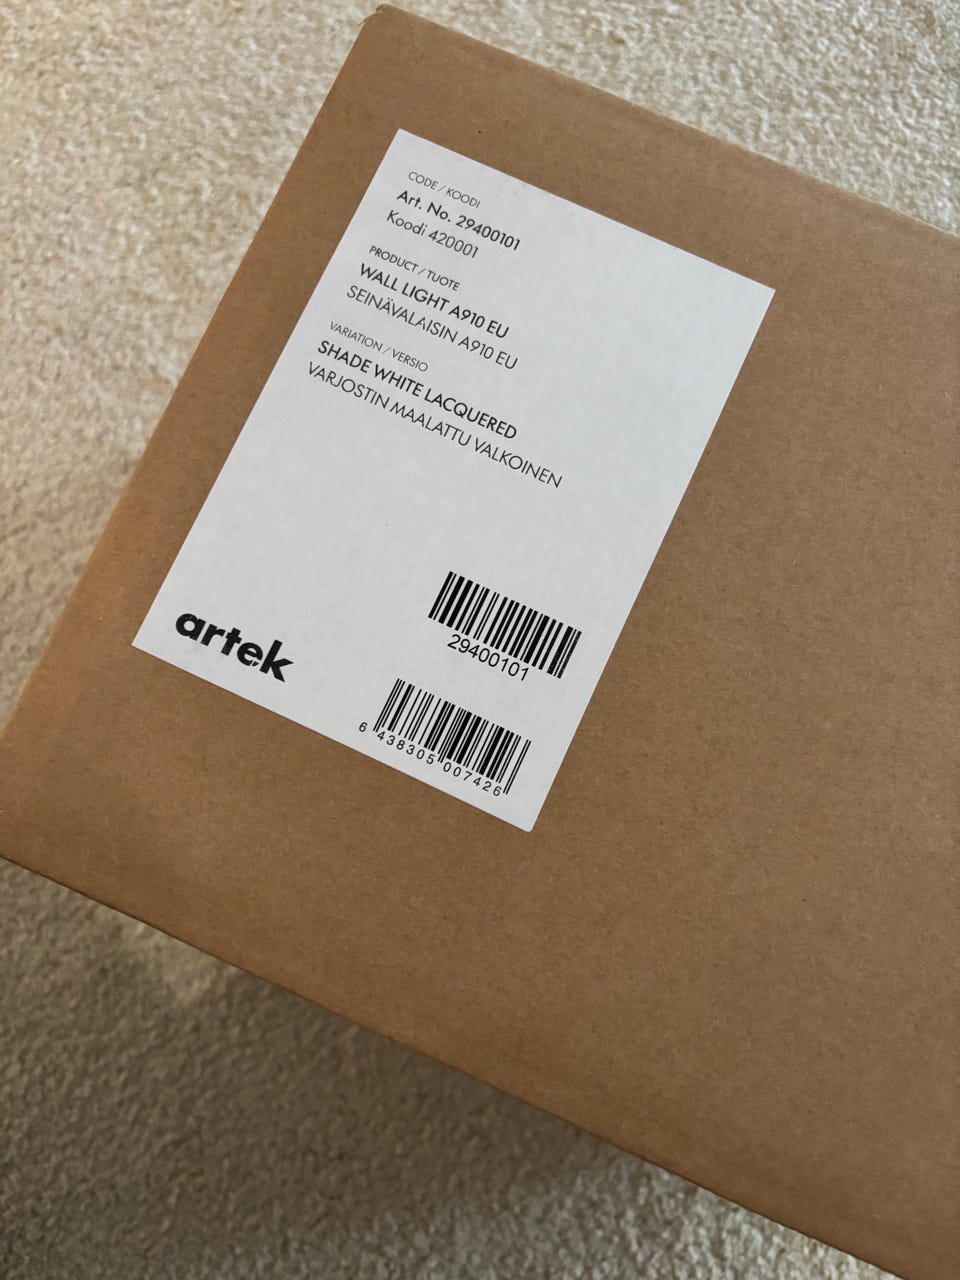 CODE / KOODI
Art. No. 29400101
Koodi 420001
PRODUCT / TUOTE
WALL LIGHT A910 EU
SEINÄVALAISIN A910 EU
VARIATION / VERSIO
SHADE WHITE LACQUERED
VARJOSTIN MAALATTU VALKOINEN
29400101
artek
6 438305 007426